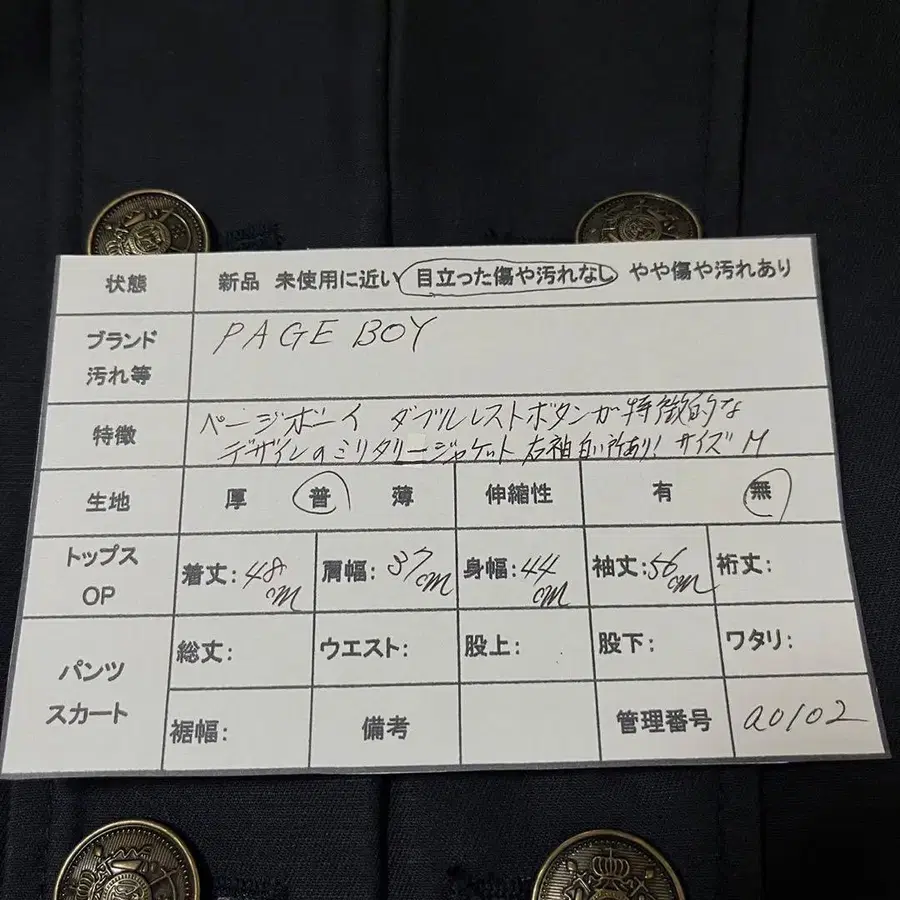 状態 新品 未使用に近い 目立った傷や汚れなし やや傷や汚れあり
ブランド
汚れ等
PAGE BOY
特徴
ページボーイ ダブルレストボタンが特徴的な
デザインのミリタリージャケット 右袖白い所あり! サイズM
生地 厚 普 薄 伸縮性 有 無
トップス
OP
着丈:48cm 肩幅:37cm 身幅:44cm 袖丈:56cm 裄丈:
パンツ
スカート
総丈: ウエスト: 股上: 股下: ワタリ:
裾幅: 備考 管理番号 a0102